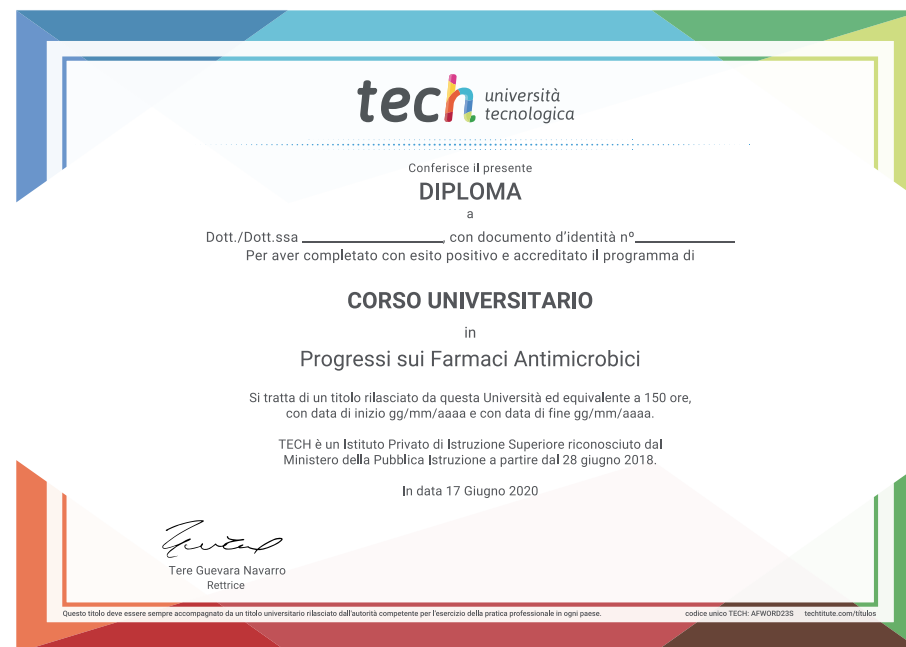 tech università
tecnologica
Conferisce il presente
DIPLOMA
a
Dott./Dott.ssa ________________, con documento d'identità nº____________
Per aver completato con esito positivo e accreditato il programma di
CORSO UNIVERSITARIO
in
Progressi sui Farmaci Antimicrobici
Si tratta di un titolo rilasciato da questa Università ed equivalente a 150 ore,
con data di inizio gg/mm/aaaa e con data di fine gg/mm/aaaa.
TECH è un Istituto Privato di Istruzione Superiore riconosciuto dal
Ministero della Pubblica Istruzione a partire dal 28 giugno 2018.
In data 17 Giugno 2020
Tere Guevara Navarro
Rettrice
Questo titolo deve essere sempre accompagnato da un titolo universitario rilasciato dall'autorità competente per l'esercizio della pratica professionale in ogni paese. codice unico TECH: AFWORD23S techtitute.com/titulos